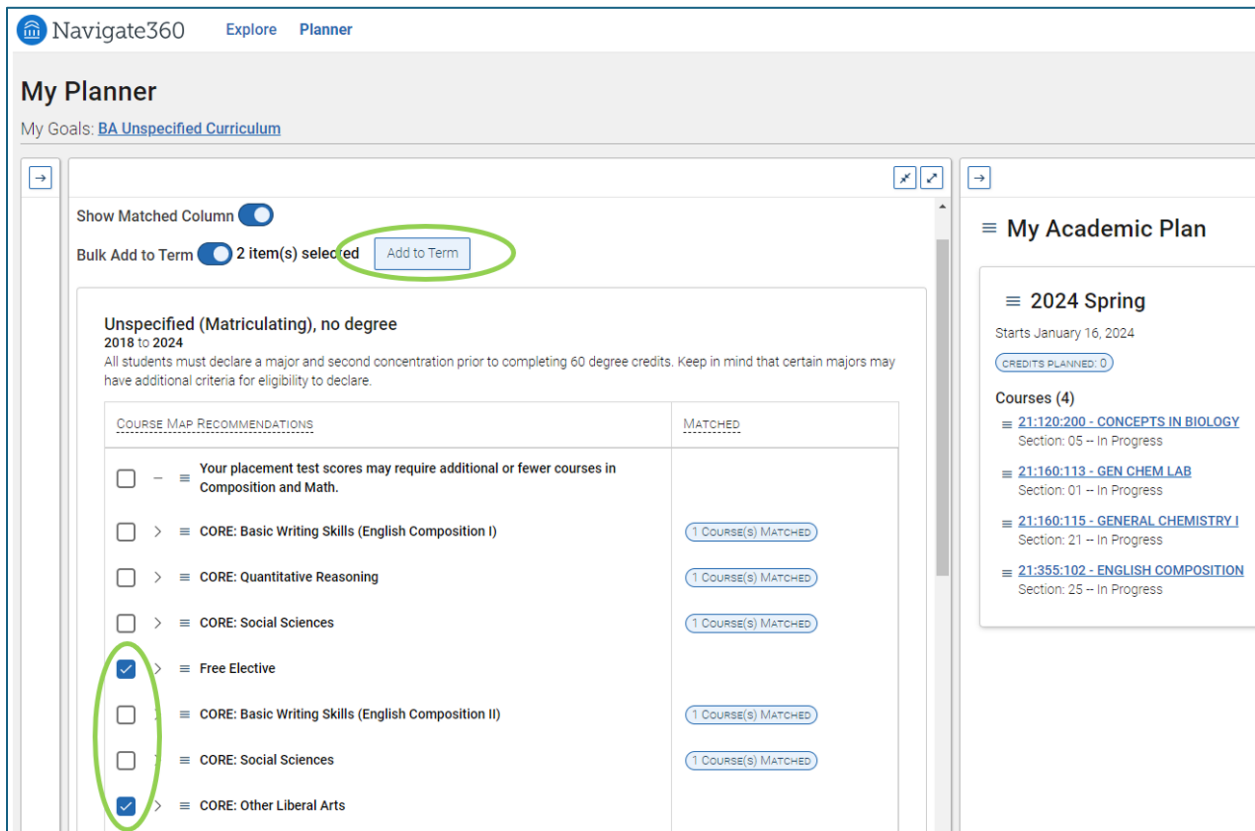 Navigate360 Explore Planner
My Planner
My Goals: BA Unspecified Curriculum
Show Matched Column
Bulk Add to Term 2 item(s) selected Add to Term
Unspecified (Matriculating), no degree
2018 to 2024
All students must declare a major and second concentration prior to completing 60 degree credits. Keep in mind that certain majors may
have additional criteria for eligibility to declare.
COURSE MAP RECOMMENDATIONS MATCHED
Your placement test scores may require additional or fewer courses in
Composition and Math.
CORE: Basic Writing Skills (English Composition I) 1 COURSE(S) MATCHED
CORE: Quantitative Reasoning 1 COURSE(S) MATCHED
CORE: Social Sciences 1 COURSE(S) MATCHED
Free Elective
CORE: Basic Writing Skills (English Composition II) 1 COURSE(S) MATCHED
CORE: Social Sciences 1 COURSE(S) MATCHED
CORE: Other Liberal Arts
My Academic Plan
2024 Spring
Starts January 16, 2024
CREDITS PLANNED: 0
Courses (4)
21:120:200 - CONCEPTS IN BIOLOGY
Section: 05 -- In Progress
21:160:113 - GEN CHEM LAB
Section: 01 -- In Progress
21:160:115 - GENERAL CHEMISTRY I
Section: 21 -- In Progress
21:355:102 - ENGLISH COMPOSITION
Section: 25 -- In Progress